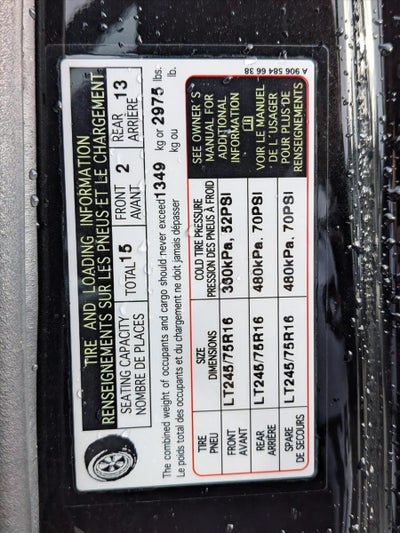 A 906 584 66 38
TIRE AND LOADING INFORMATION
RENSEIGNEMENTS SUR LES PNEUS ET LE CHARGEMENT
SEATING CAPACITY
NOMBRE DE PLACES
TOTAL 15
FRONT
AVANT
2
REAR
ARRIÈRE
13
The combined weight of occupants and cargo should never exceed 1349 kg or 2975 lbs.
Le poids total des occupants et du chargement ne doit jamais dépasser kg ou lb.
TIRE
PNEU
SIZE
DIMENSIONS
COLD TIRE PRESSURE
PRESSION DES PNEUS À FROID
FRONT
AVANT
LT245/75R16
360KPA, 52PSI
REAR
ARRIÈRE
LT245/75R16
480KPA, 70PSI
SPARE
DE SECOURS
LT245/75R16
480KPA, 70PSI
SEE OWNER'S
MANUAL FOR
ADDITIONAL
INFORMATION
VOIR LE MANUEL
DE L'USAGER
POUR PLUS DE
RENSEIGNEMENTS